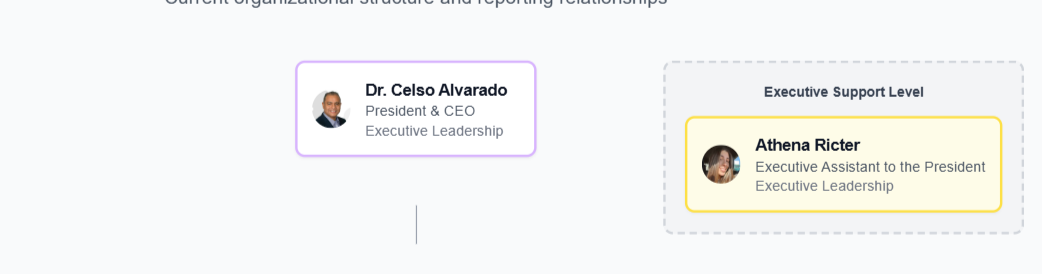 Current organizational structure and reporting relationships
Dr. Celso Alvarado
President & CEO
Executive Leadership
Executive Support Level
Athena Ricter
Executive Assistant to the President
Executive Leadership